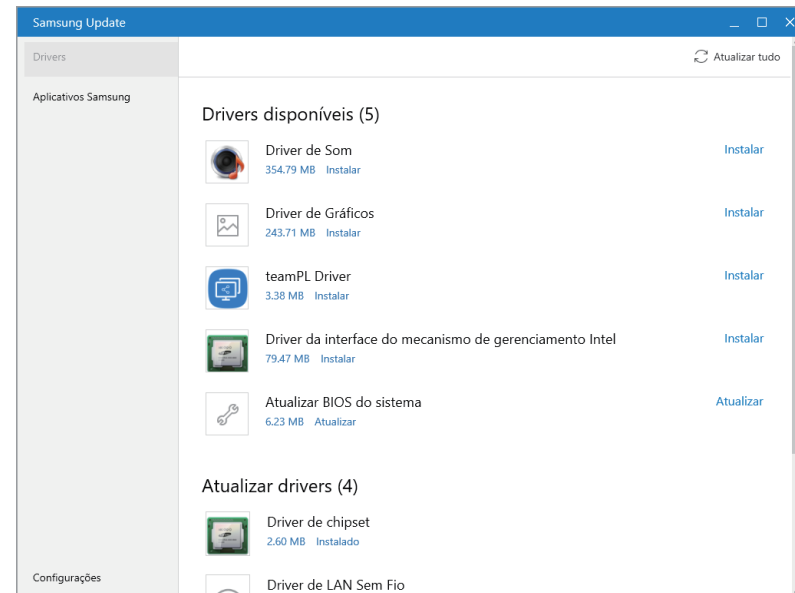 Samsung Update
Drivers
Atualizar tudo
Aplicativos Samsung
Drivers disponíveis (5)
Driver de Som
Instalar
354.79 MB Instalar
Driver de Gráficos
Instalar
243.71 MB Instalar
teamPL Driver
Instalar
3.38 MB Instalar
Driver da interface do mecanismo de gerenciamento Intel
Instalar
79.47 MB Instalar
Atualizar BIOS do sistema
Atualizar
6.23 MB Atualizar
Atualizar drivers (4)
Driver de chipset
2.60 MB Instalado
Configurações
Driver de LAN Sem Fio